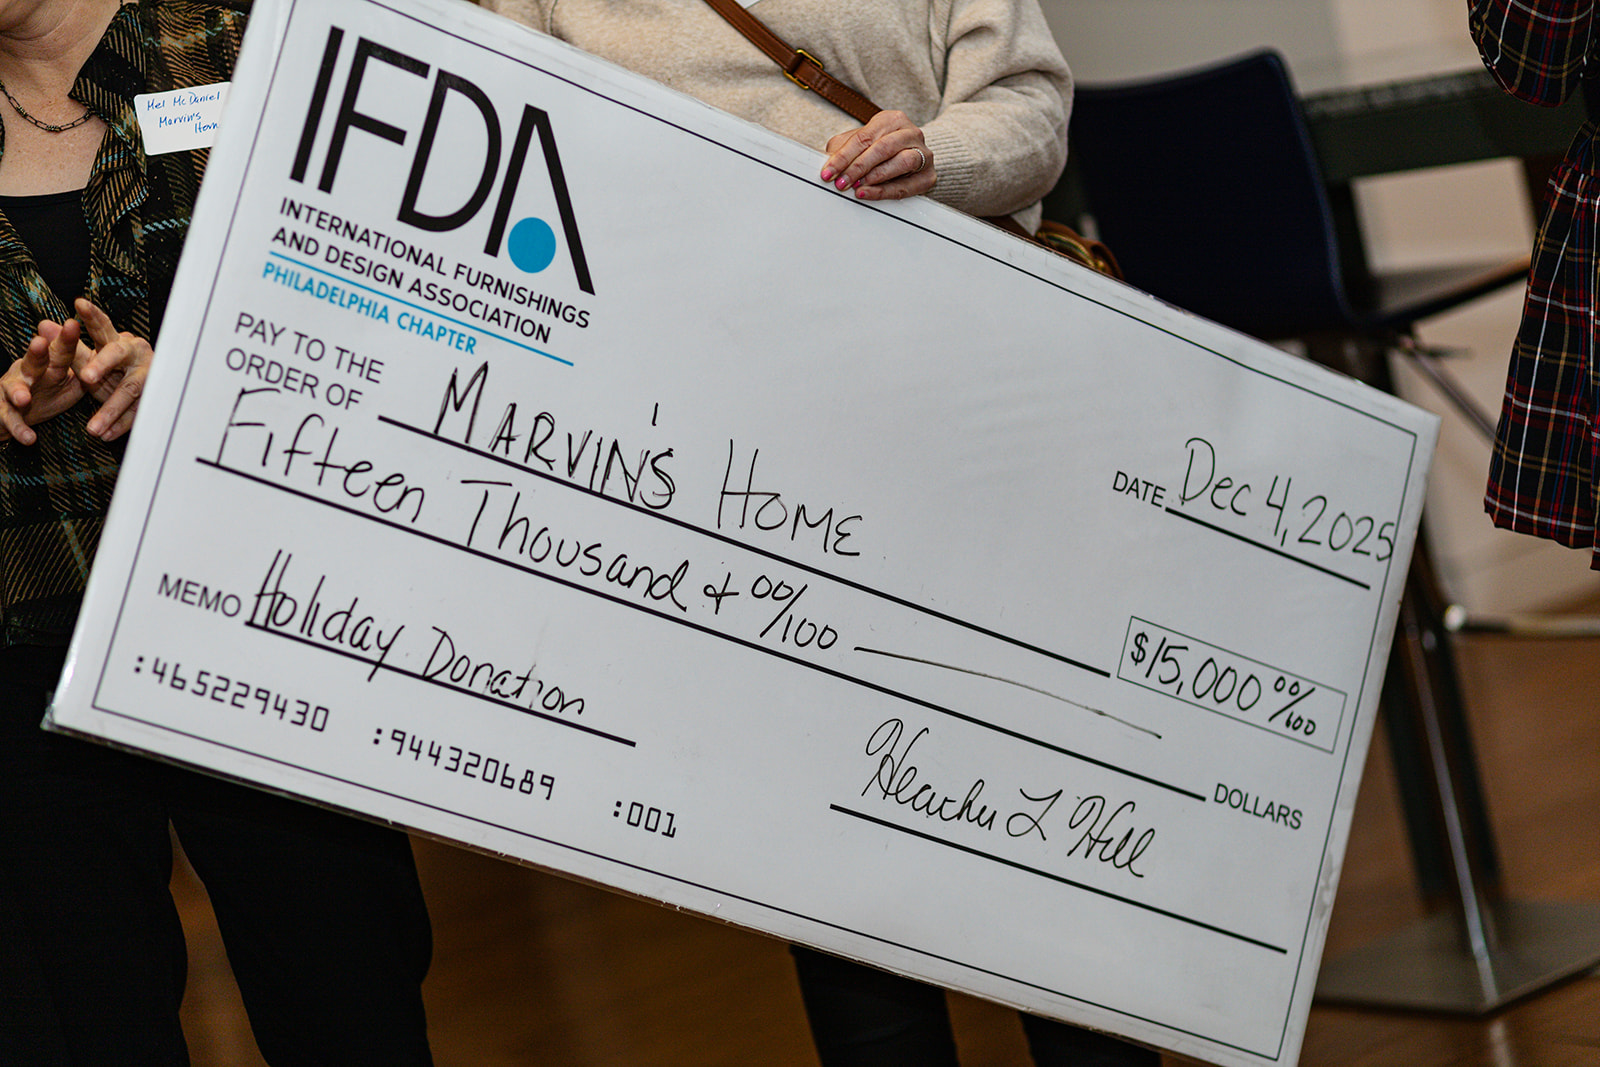 Mel McDaniel
Marvin's
Hom
IFDA
INTERNATIONAL FURNISHINGS
AND DESIGN ASSOCIATION
PHILADELPHIA CHAPTER
PAY TO THE
ORDER OF MARVIN'S HOME
DATE Dec 4, 2025
Fifteen Thousand & 00/100
$15,000 00/100
DOLLARS
MEMO Holiday Donation
Heather L Hill
:465229430 :944320689 :001